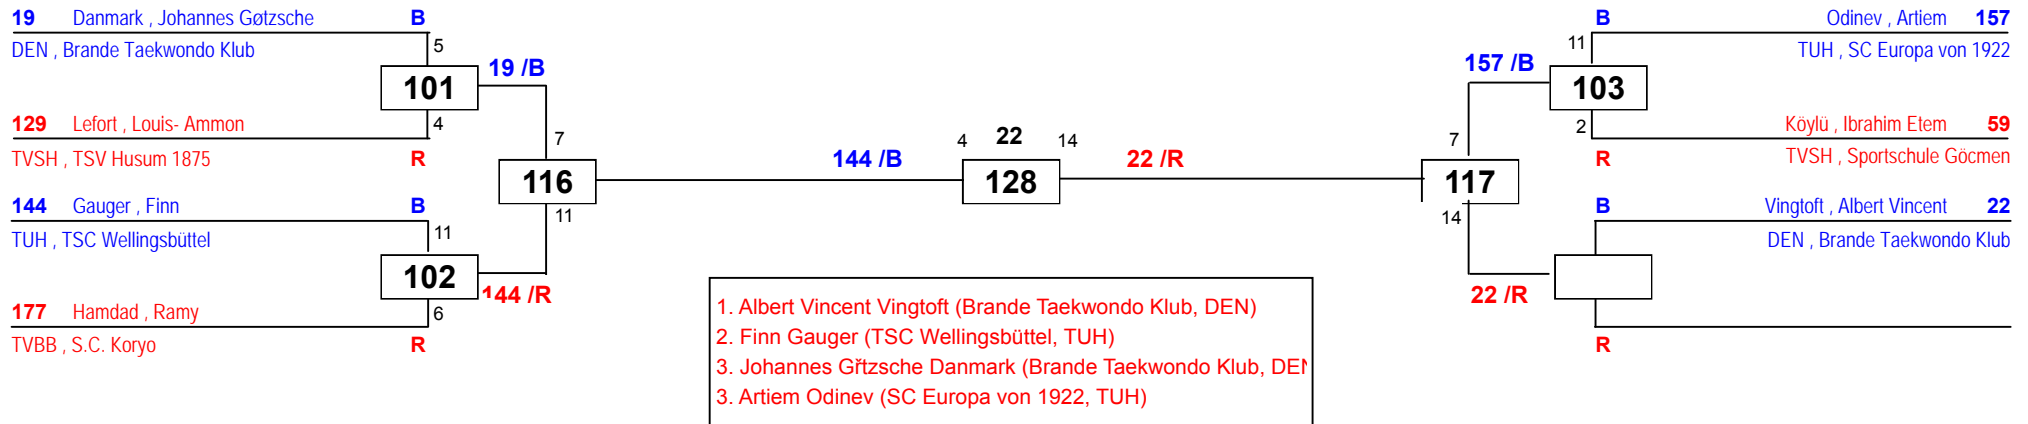 19 Danmark , Johannes Gøtzsche B
DEN , Brande Taekwondo Klub
5
101
19 /B
4
129 Lefort , Louis- Ammon
TVSH , TSV Husum 1875 R
7
116
11
144 Gauger , Finn B
TUH , TSC Wellingsbüttel
11
102
144 /R
6
177 Hamdad , Ramy
TVBB , S.C. Koryo R
144 /B
4 22 14
128
22 /R
B Odinev , Artiem 157
TUH , SC Europa von 1922
11
157 /B
103
2
Köylü , Ibrahim Etem 59
R TVSH , Sportschule Göcmen
7
117
14
B Vingtoft , Albert Vincent 22
DEN , Brande Taekwondo Klub
22 /R
R
1. Albert Vincent Vingtoft (Brande Taekwondo Klub, DEN)
2. Finn Gauger (TSC Wellingsbüttel, TUH)
3. Johannes Gřtzsche Danmark (Brande Taekwondo Klub, DEN
3. Artiem Odinev (SC Europa von 1922, TUH)